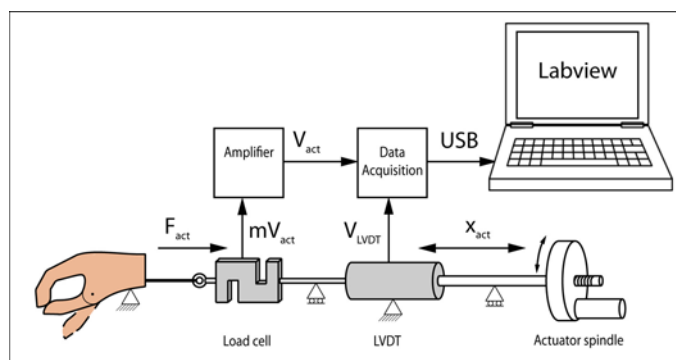 Labview
Amplifier
V_act
Data
Acquisition
USB
F_act
mV_act
V_LVDT
x_act
Load cell
LVDT
Actuator spindle